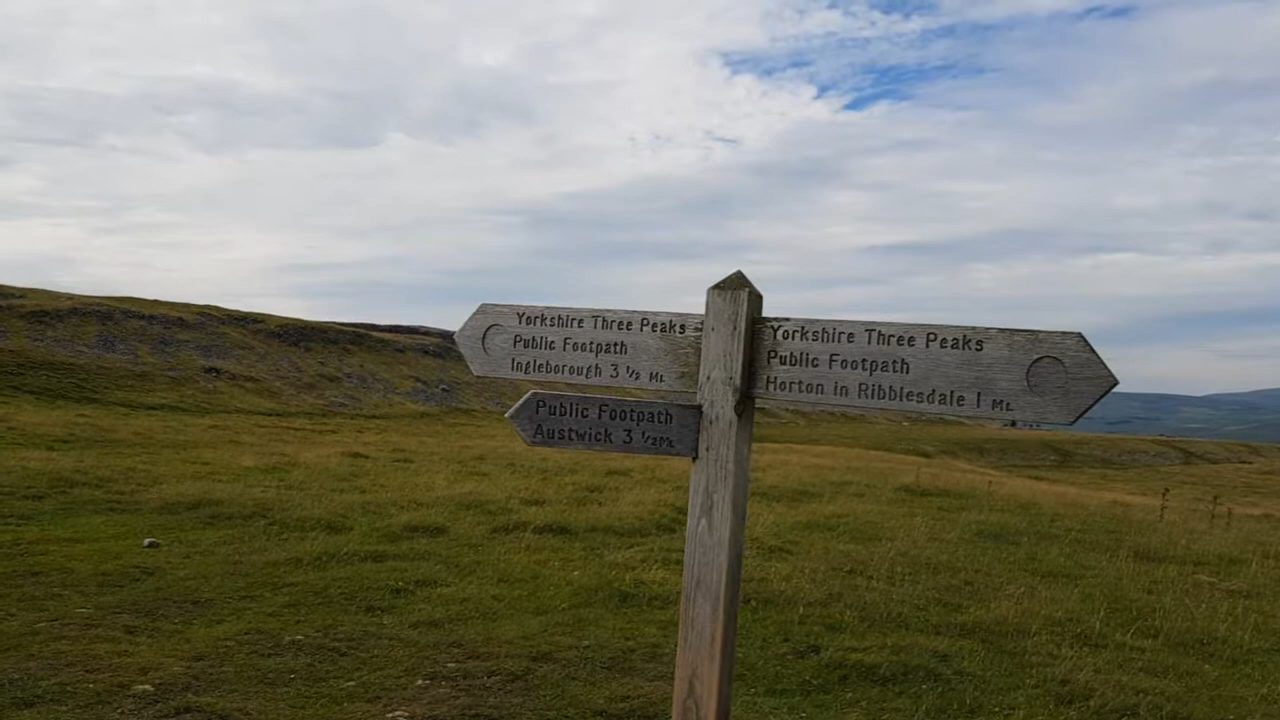 Yorkshire Three Peaks
Public Footpath
Ingleborough 3 1/2 ML
Public Footpath
Austwick 3 1/2 ML
Yorkshire Three Peaks
Public Footpath
Horton in Ribblesdale 1 ML